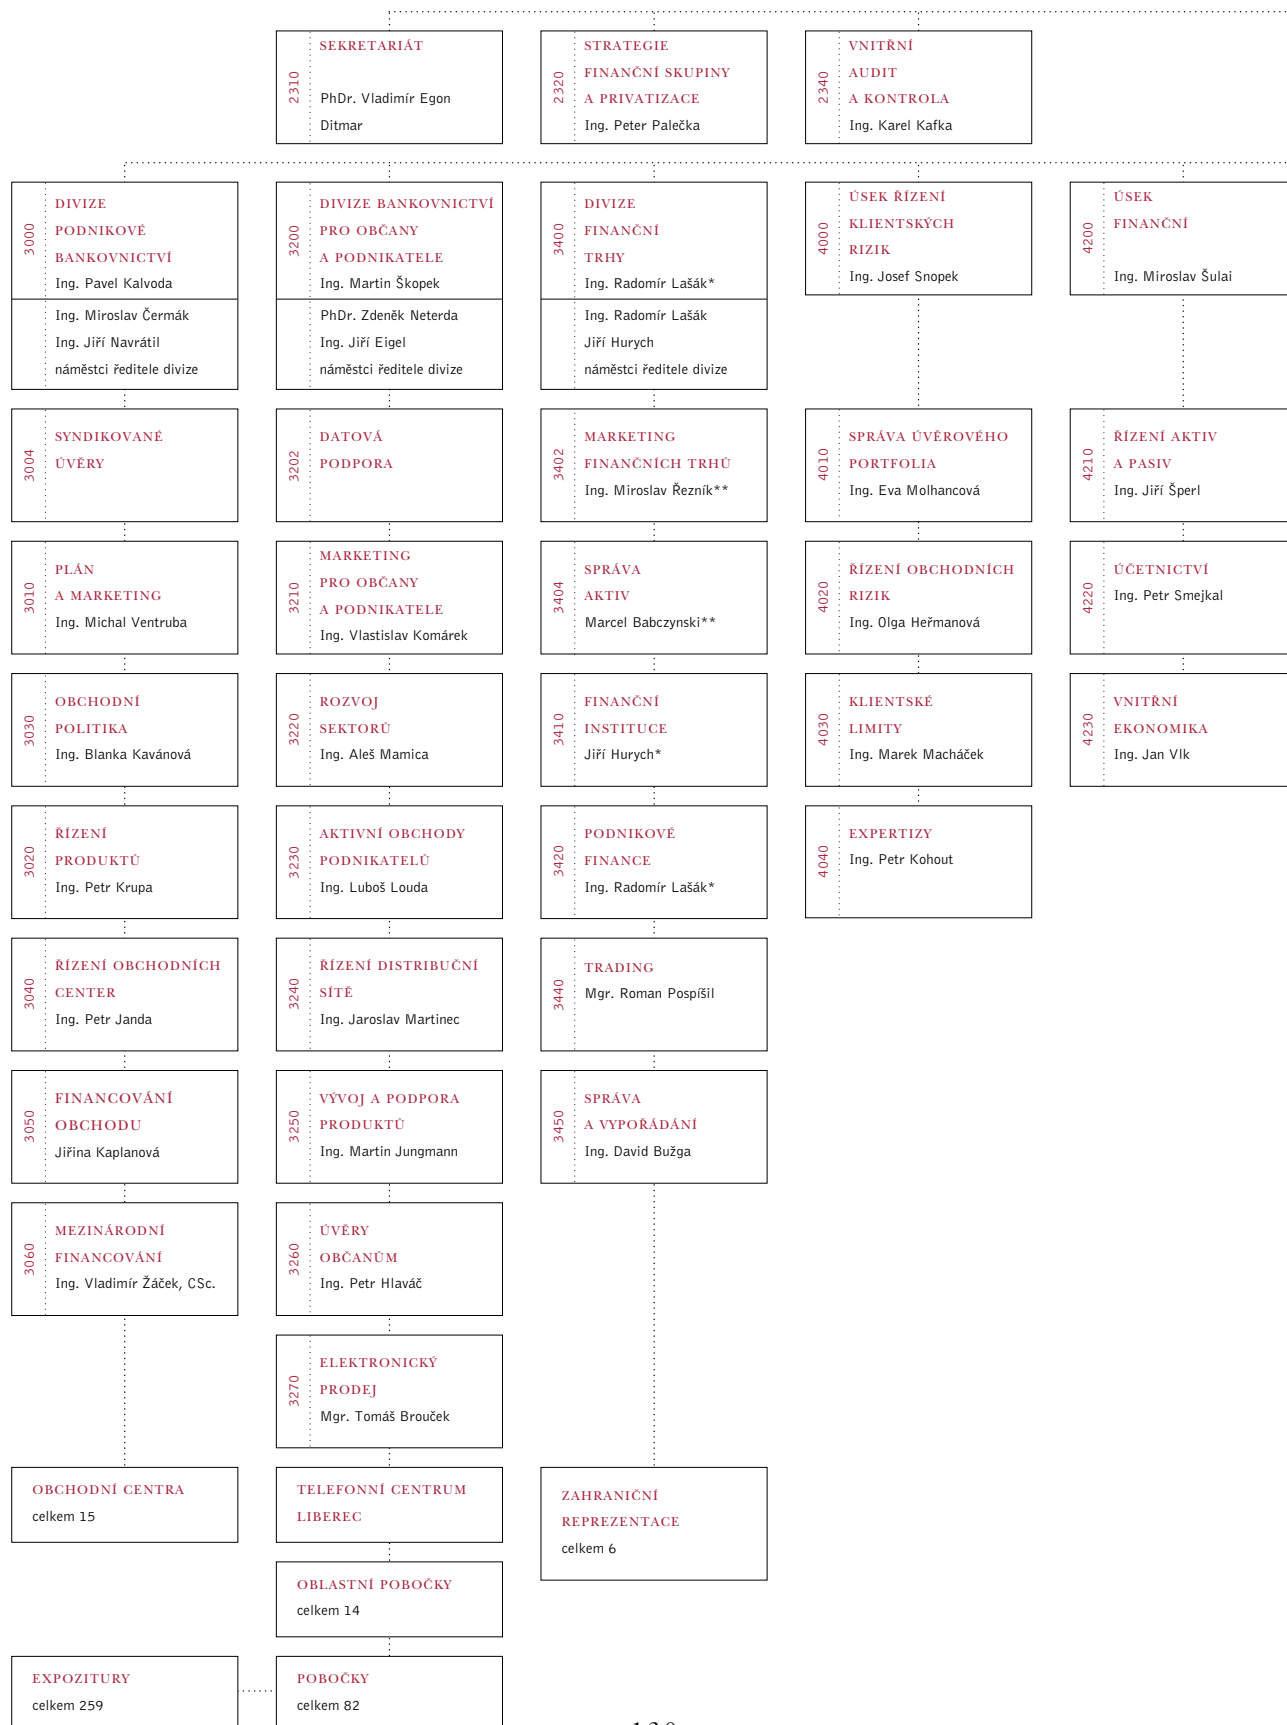 2310
SEKRETARIÁT
PhDr. Vladimír Egon
Ditmar
2320
STRATEGIE
FINANČNÍ SKUPINY
A PRIVATIZACE
Ing. Peter Palečka
2340
VNITŘNÍ
AUDIT
A KONTROLA
Ing. Karel Kafka
3000
DIVIZE
PODNIKOVÉ
BANKOVNICTVÍ
Ing. Pavel Kalvoda
Ing. Miroslav Čermák
Ing. Jiří Navrátil
náměstci ředitele divize
3200
DIVIZE BANKOVNICTVÍ
PRO OBČANY
A PODNIKATELE
Ing. Martin Škopek
PhDr. Zdeněk Neterda
Ing. Jiří Eigel
náměstci ředitele divize
3400
DIVIZE
FINANČNÍ
TRHY
Ing. Radomír Lašák*
Ing. Radomír Lašák
Jiří Hurych
náměstci ředitele divize
4000
ÚSEK ŘÍZENÍ
KLIENTSKÝCH
RIZIK
Ing. Josef Snopek
4200
ÚSEK
FINANČNÍ
Ing. Miroslav Šulai
3004
SYNDIKOVANÉ
ÚVĚRY
3202
DATOVÁ
PODPORA
3402
MARKETING
FINANČNÍCH TRHŮ
Ing. Miroslav Řezník**
4010
SPRÁVA ÚVĚROVÉHO
PORTFOLIA
Ing. Eva Molhancová
4210
ŘÍZENÍ AKTIV
A PASIV
Ing. Jiří Šperl
3010
PLÁN
A MARKETING
Ing. Michal Ventruba
3210
MARKETING
PRO OBČANY
A PODNIKATELE
Ing. Vlastislav Komárek
3404
SPRÁVA
AKTIV
Marcel Babczynski**
4020
ŘÍZENÍ OBCHODNÍCH
RIZIK
Ing. Olga Heřmanová
4220
ÚČETNICTVÍ
Ing. Petr Smejkal
3030
OBCHODNÍ
POLITIKA
Ing. Blanka Kavánová
3220
ROZVOJ
SEKTORŮ
Ing. Aleš Mamica
3410
FINANČNÍ
INSTITUCE
Jiří Hurych*
4030
KLIENTSKÉ
LIMITY
Ing. Marek Macháček
4230
VNITŘNÍ
EKONOMIKA
Ing. Jan Vlk
3020
ŘÍZENÍ
PRODUKTŮ
Ing. Petr Krupa
3230
AKTIVNÍ OBCHODY
PODNIKATELŮ
Ing. Luboš Louda
3420
PODNIKOVÉ
FINANCE
Ing. Radomír Lašák*
4040
EXPERTIZY
Ing. Petr Kohout
3040
ŘÍZENÍ OBCHODNÍCH
CENTER
Ing. Petr Janda
3240
ŘÍZENÍ DISTRIBUČNÍ
SÍTĚ
Ing. Jaroslav Martinec
3440
TRADING
Mgr. Roman Pospíšil
3050
FINANCOVÁNÍ
OBCHODU
Jiřina Kaplanová
3250
VÝVOJ A PODPORA
PRODUKTŮ
Ing. Martin Jungmann
3450
SPRÁVA
A VYPOŘÁDÁNÍ
Ing. David Bužga
3060
MEZINÁRODNÍ
FINANCOVÁNÍ
Ing. Vladimír Žáček, CSc.
3260
ÚVĚRY
OBČANŮM
Ing. Petr Hlaváč
3270
ELEKTRONICKÝ
PRODEJ
Mgr. Tomáš Brouček
OBCHODNÍ CENTRA
celkem 15
TELEFONNÍ CENTRUM
LIBEREC
ZAHRANIČNÍ
REPREZENTACE
celkem 6
OBLASTNÍ POBOČKY
celkem 14
EXPOZITURY
celkem 259
POBOČKY
celkem 82